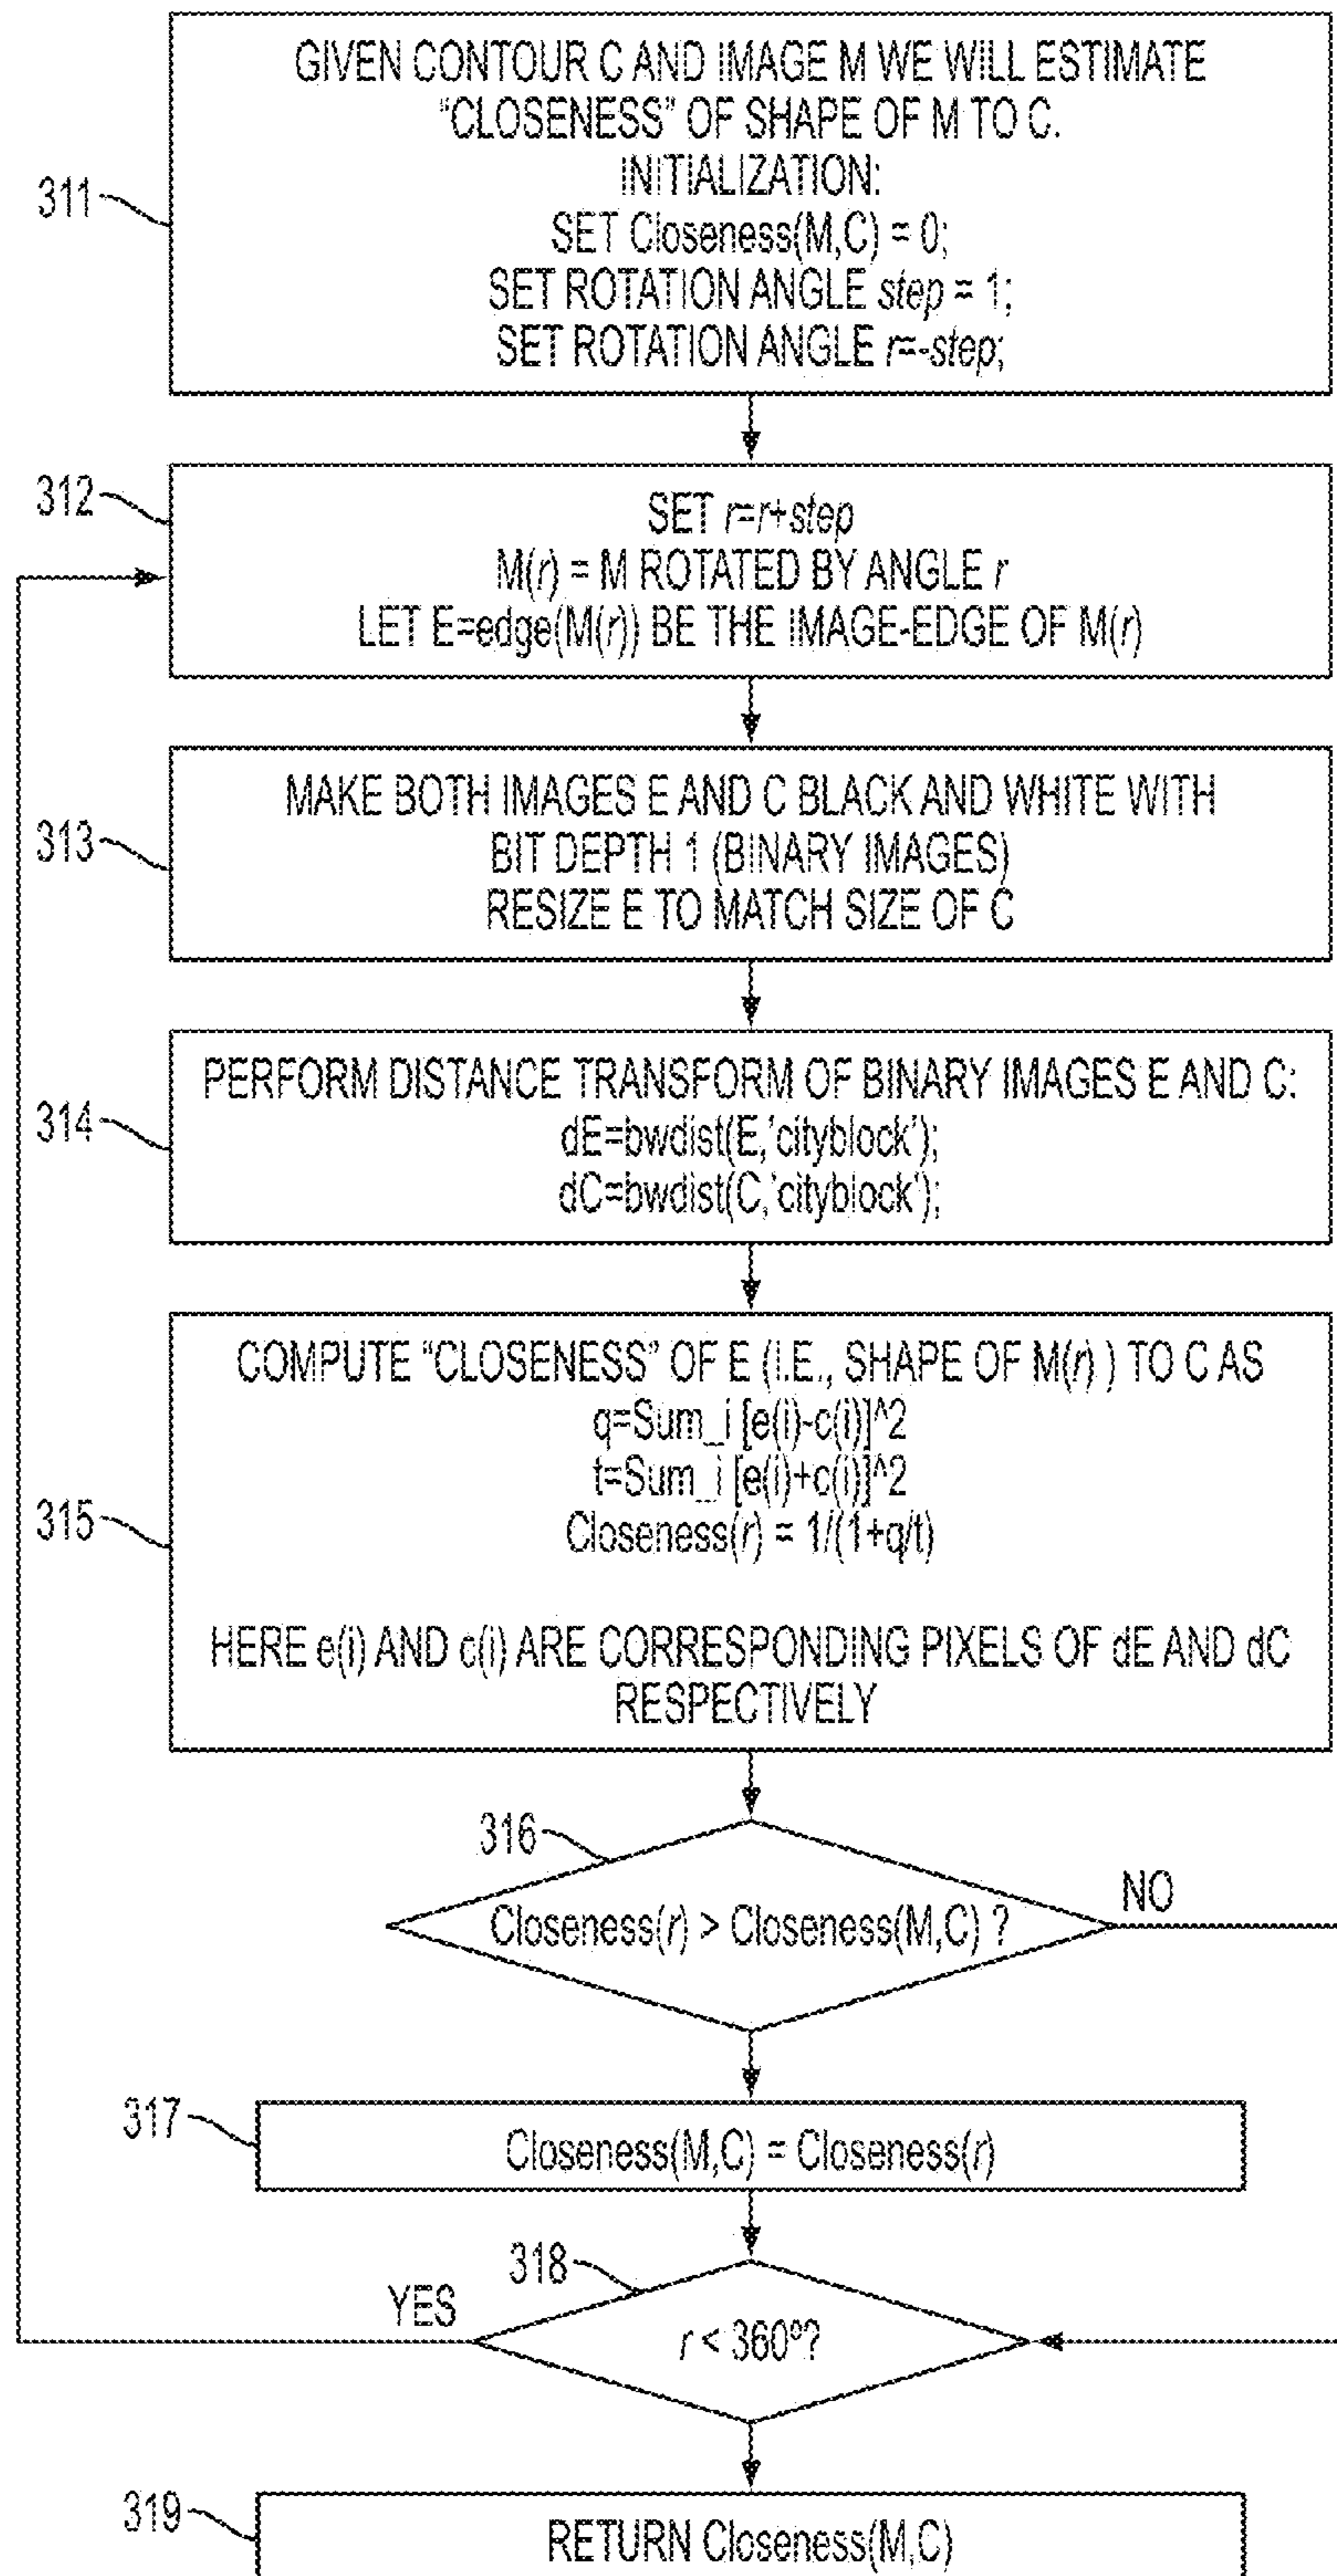 GIVEN CONTOUR C AND IMAGE M WE WILL ESTIMATE
"CLOSENESS" OF SHAPE OF M TO C.
INITIALIZATION:
SET Closeness(M,C) = 0;
SET ROTATION ANGLE step = 1;
SET ROTATION ANGLE r=-step;
311
312
SET r=r+step
M(r) = M ROTATED BY ANGLE r
LET E=edge(M(r)) BE THE IMAGE-EDGE OF M(r)
313
MAKE BOTH IMAGES E AND C BLACK AND WHITE WITH
BIT DEPTH 1 (BINARY IMAGES)
RESIZE E TO MATCH SIZE OF C
314
PERFORM DISTANCE TRANSFORM OF BINARY IMAGES E AND C:
dE=bwdist(E,'cityblock');
dC=bwdist(C,'cityblock');
315
COMPUTE "CLOSENESS" OF E (I.E., SHAPE OF M(r) ) TO C AS
q=Sum_i [e(i)-c(i)]^2
t=Sum_i [e(i)+c(i)]^2
Closeness(r) = 1/(1+q/t)
HERE e(i) AND c(i) ARE CORRESPONDING PIXELS OF dE AND dC
RESPECTIVELY
316
Closeness(r) > Closeness(M,C) ?
NO
317
Closeness(M,C) = Closeness(r)
318
YES
r < 360º?
319
RETURN Closeness(M,C)